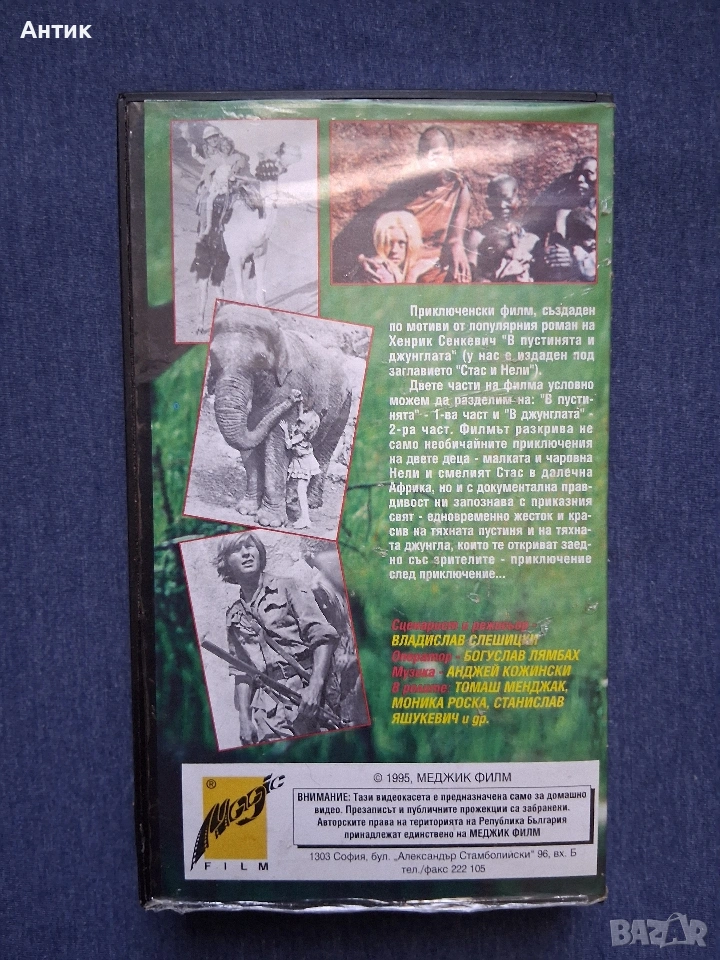 Антик
Приключенски филм, създаден
по мотиви от популярния роман на
Хенрик Сенкевич "В пустинята и
джунглата" (у нас е издаден под
заглавието "Стас и Нели").
Двете части на филма условно
можем да разделим на: "В пусти-
нята" - 1-ва част и "В джунглата" -
2-ра част. Филмът разкрива не
само необичайните приключения
на двете деца - малката и чаровна
Нели и смелият Стас в далечна
Африка, но и с документална прав-
дивост ни запознава с приказния
свят - едновременно жесток и кра-
сив на тяхната пустиня и на тяхна-
та джунгла, които те откриват заед-
но със зрителите - приключение
след приключение...
Сценарист и режисьор -
ВЛАДИСЛАВ СЛЕШИЦКИ
Оператор - БОГУСЛАВ ЛЯМБАХ
Музика - АНДЖЕЙ КОЖИНСКИ
В ролите: ТОМАШ МЕНДЖАК,
МОНИКА РОСКА, СТАНИСЛАВ
ЯШУКЕВИЧ и др.
® Magic
FILM
© 1995, МЕДЖИК ФИЛМ
ВНИМАНИЕ: Тази видеокасета е предназначена само за домашно
видео. Презаписът и публичните прожекции са забранени.
Авторските права на територията на Република България
принадлежат единствено на МЕДЖИК ФИЛМ
1303 София, бул. „Александър Стамболийски" 96, вх. Б
тел./факс 222 105
BAZAR